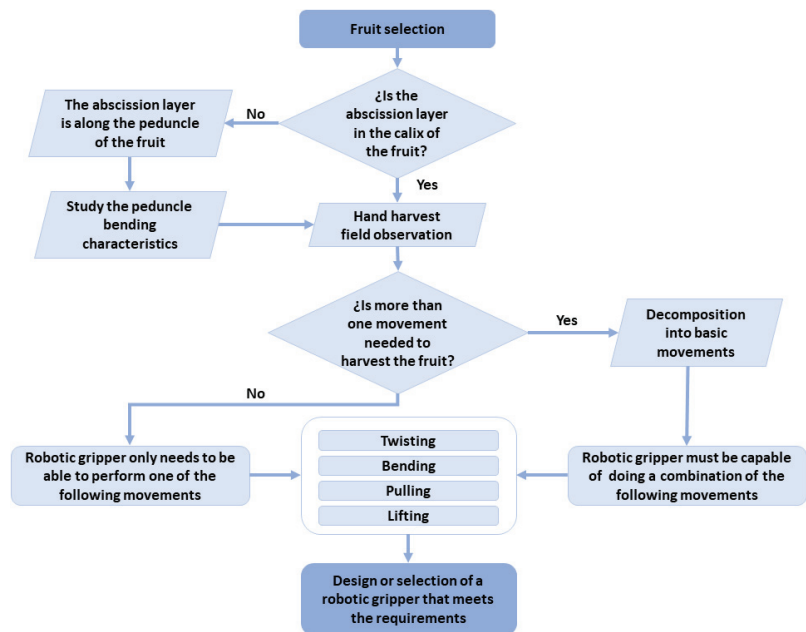 Fruit selection
¿Is the
abscission layer
in the calix of
the fruit?
No
The abscission layer
is along the peduncle
of the fruit
Yes
Study the peduncle
bending
characteristics
Hand harvest
field observation
¿Is more than
one movement
needed to
harvest the fruit?
Yes
Decomposition
into basic
movements
No
Robotic gripper only needs to be
able to perform one of the
following movements
Twisting
Bending
Pulling
Lifting
Robotic gripper must be capable
of doing a combination of the
following movements
Design or selection of a
robotic gripper that meets
the requirements